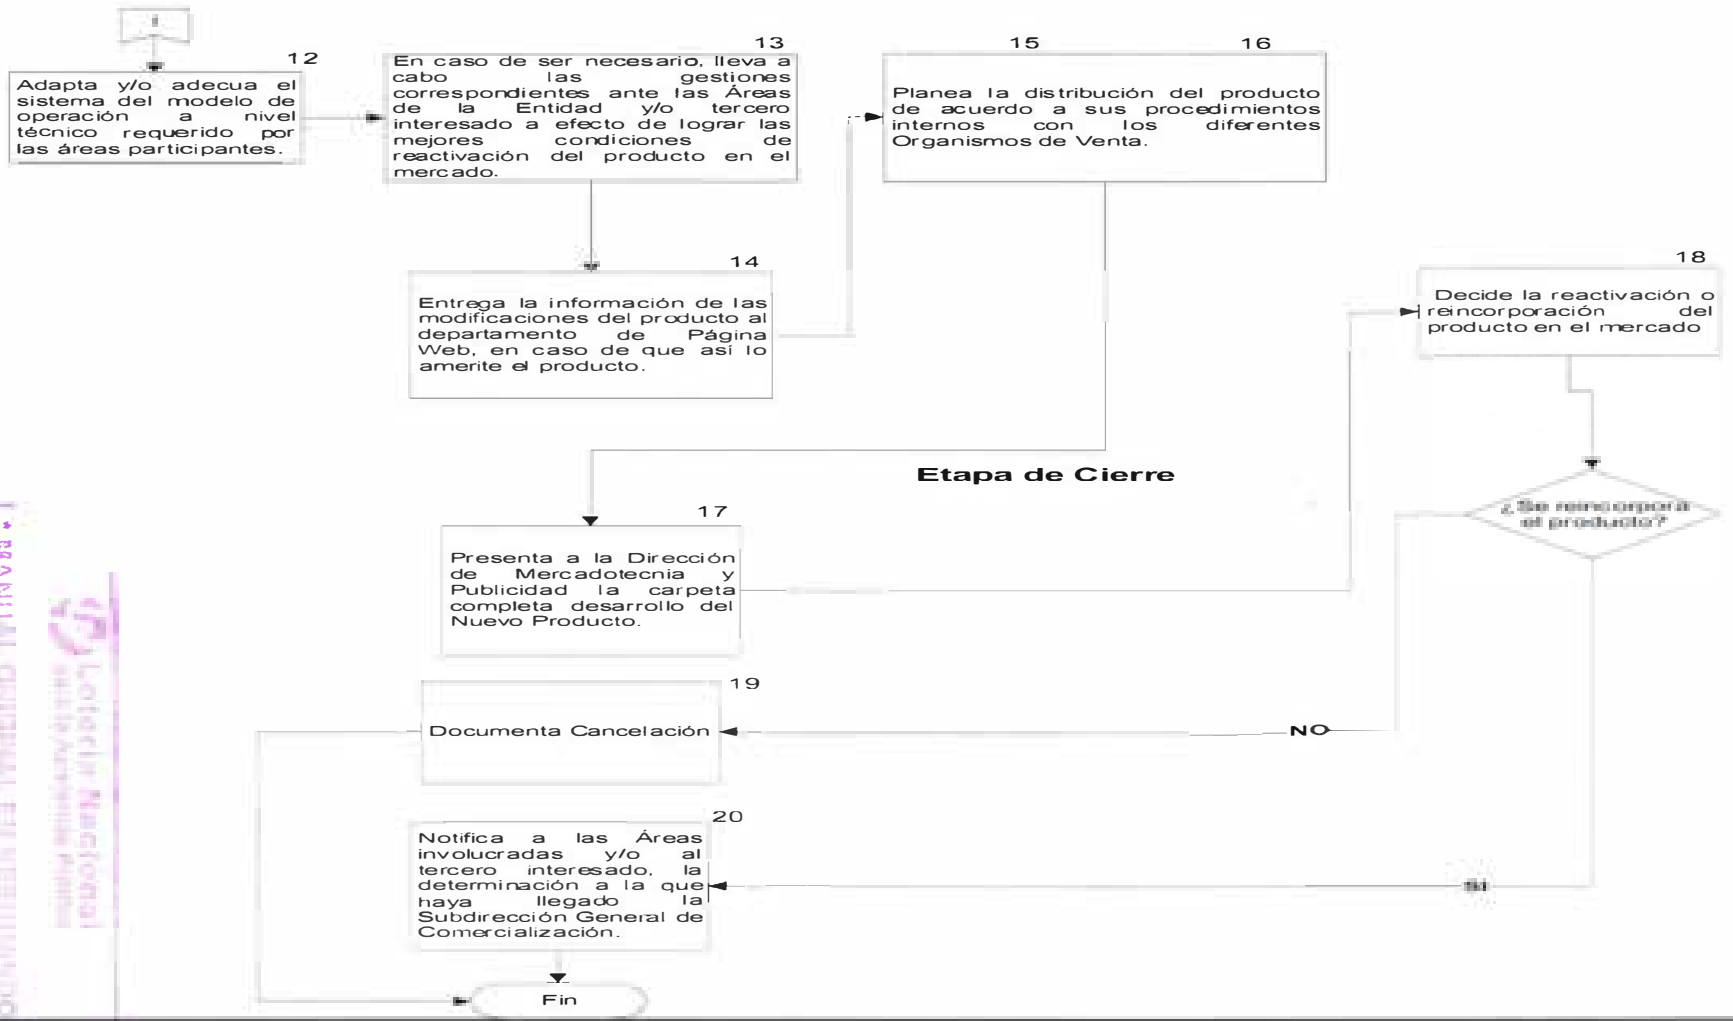 12
Adapta y/o adecua el
sistema del modelo de
operación a nivel
técnico requerido por
las áreas participantes.
13
En caso de ser necesario, lleva a
cabo las gestiones
correspondientes ante las Áreas
de la Entidad y/o tercero
interesado a efecto de lograr las
mejores condiciones de
reactivación del producto en el
mercado.
14
Entrega la información de las
modificaciones del producto al
departamento de Página
Web, en caso de que así lo
amerite el producto.
15 16
Planea la distribución del producto
de acuerdo a sus procedimientos
internos con los diferentes
Organismos de Venta.
Etapa de Cierre
17
Presenta a la Dirección
de Mercadotecnia y
Publicidad la carpeta
completa desarrollo del
Nuevo Producto.
18
Decide la reactivación o
reincorporación del
producto en el mercado
¿Se reincorpora
el producto?
NO
19
Documenta Cancelación
SI
20
Notifica a las Áreas
involucradas y/o al
tercero interesado, la
determinación a la que
haya llegado la
Subdirección General de
Comercialización.
Fin
Lotería Nacional